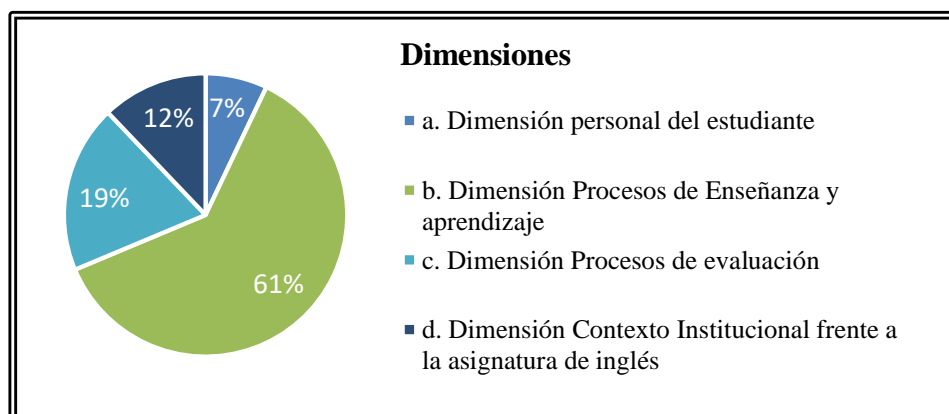 Dimensiones
7%
12%
19%
61%
a. Dimensión personal del estudiante
b. Dimensión Procesos de Enseñanza y
aprendizaje
c. Dimensión Procesos de evaluación
d. Dimensión Contexto Institucional frente a
la asignatura de inglés